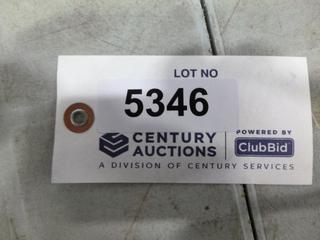 LOT NO
5346
CENTURY
AUCTIONS
POWERED BY
ClubBid
A DIVISION OF CENTURY SERVICES